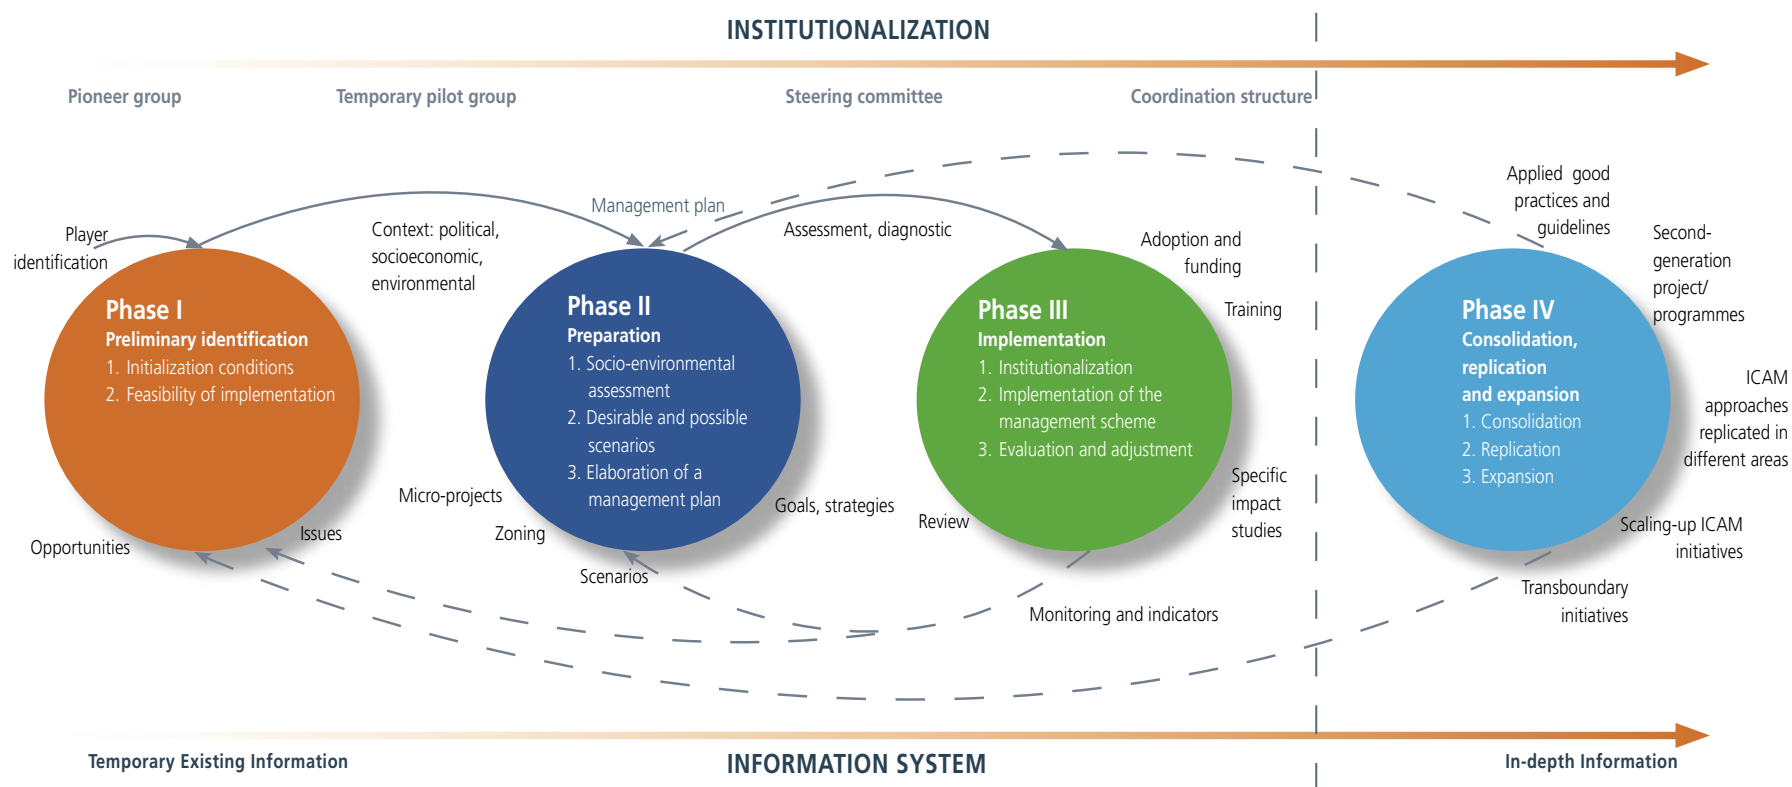 INSTITUTIONALIZATION
Pioneer group
Temporary pilot group
Steering committee
Coordination structure
Player
identification
Context: political,
socioeconomic,
environmental
Management plan
Assessment, diagnostic
Adoption and
funding
Training
Applied good
practices and
guidelines
Second-
generation
project/
programmes
Phase I
Preliminary identification
1. Initialization conditions
2. Feasibility of implementation
Opportunities
Issues
Phase II
Preparation
1. Socio-environmental
assessment
2. Desirable and possible
scenarios
3. Elaboration of a
management plan
Micro-projects
Zoning
Scenarios
Goals, strategies
Phase III
Implementation
1. Institutionalization
2. Implementation of the
management scheme
3. Evaluation and adjustment
Review
Specific
impact
studies
Monitoring and indicators
Phase IV
Consolidation,
replication
and expansion
1. Consolidation
2. Replication
3. Expansion
ICAM
approaches
replicated in
different areas
Scaling-up ICAM
initiatives
Transboundary
initiatives
Temporary Existing Information
INFORMATION SYSTEM
In-depth Information